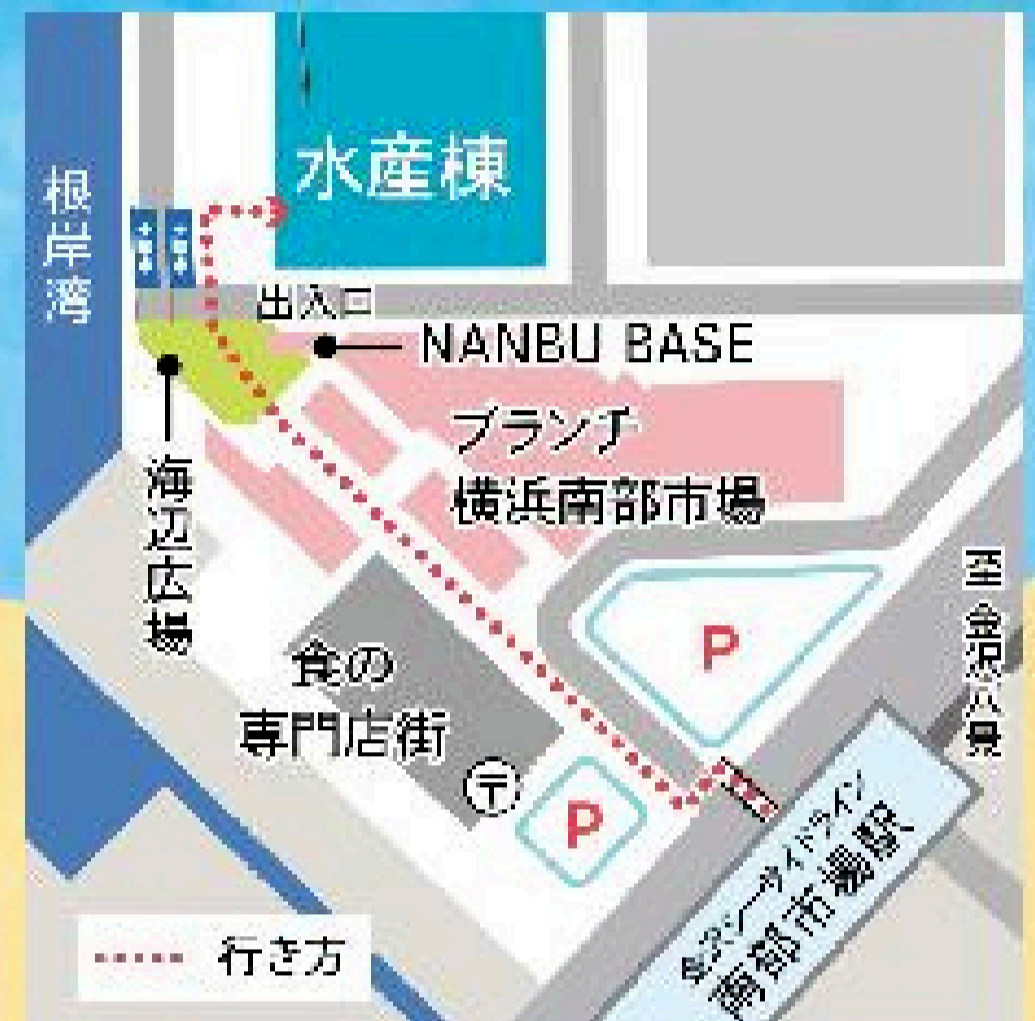 水産棟
根岸湾
出入口
NANBU BASE
ブランチ
横浜南部市場
海辺広場
至 金沢八景
P
食の
専門店街
〒
P
金沢シーサイドライン
南部市場駅
行き方